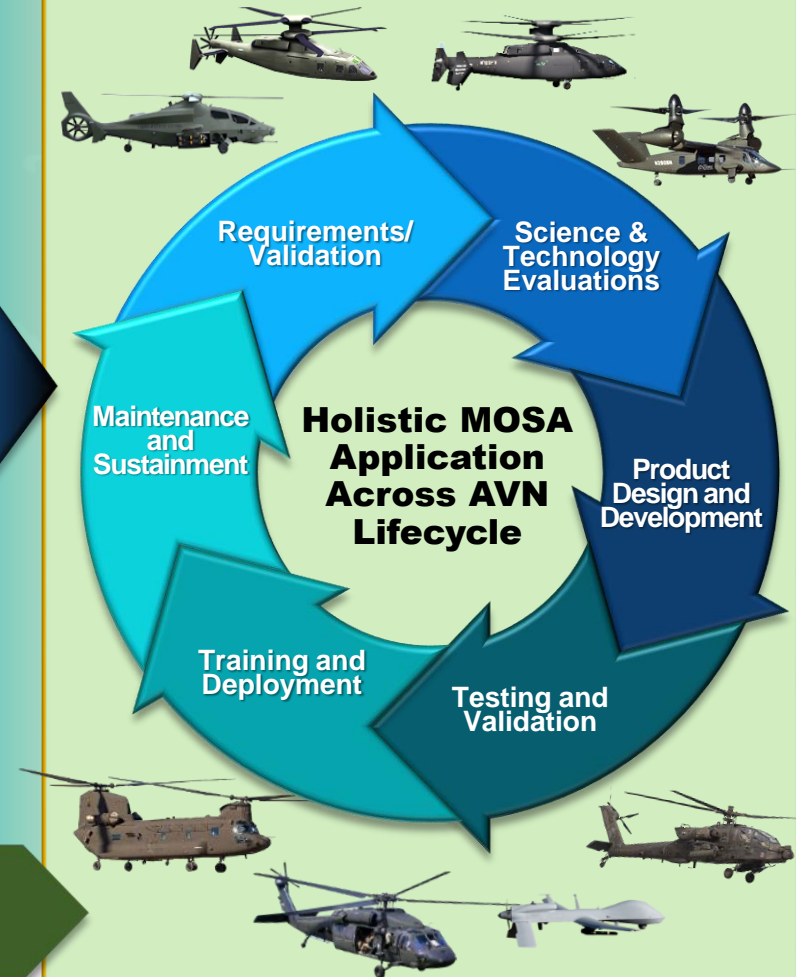 Requirements/
Validation
Science &
Technology
Evaluations
Maintenance
and
Sustainment
Holistic MOSA
Application
Across AVN
Lifecycle
Product
Design and
Development
Training and
Deployment
Testing and
Validation